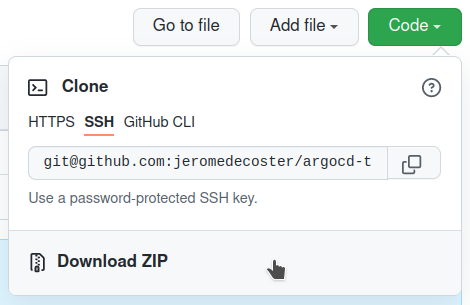 Go to file Add file Code
Clone
HTTPS SSH GitHub CLI
git@github.com:jeromedecoster/argocd-t
Use a password-protected SSH key.
Download ZIP